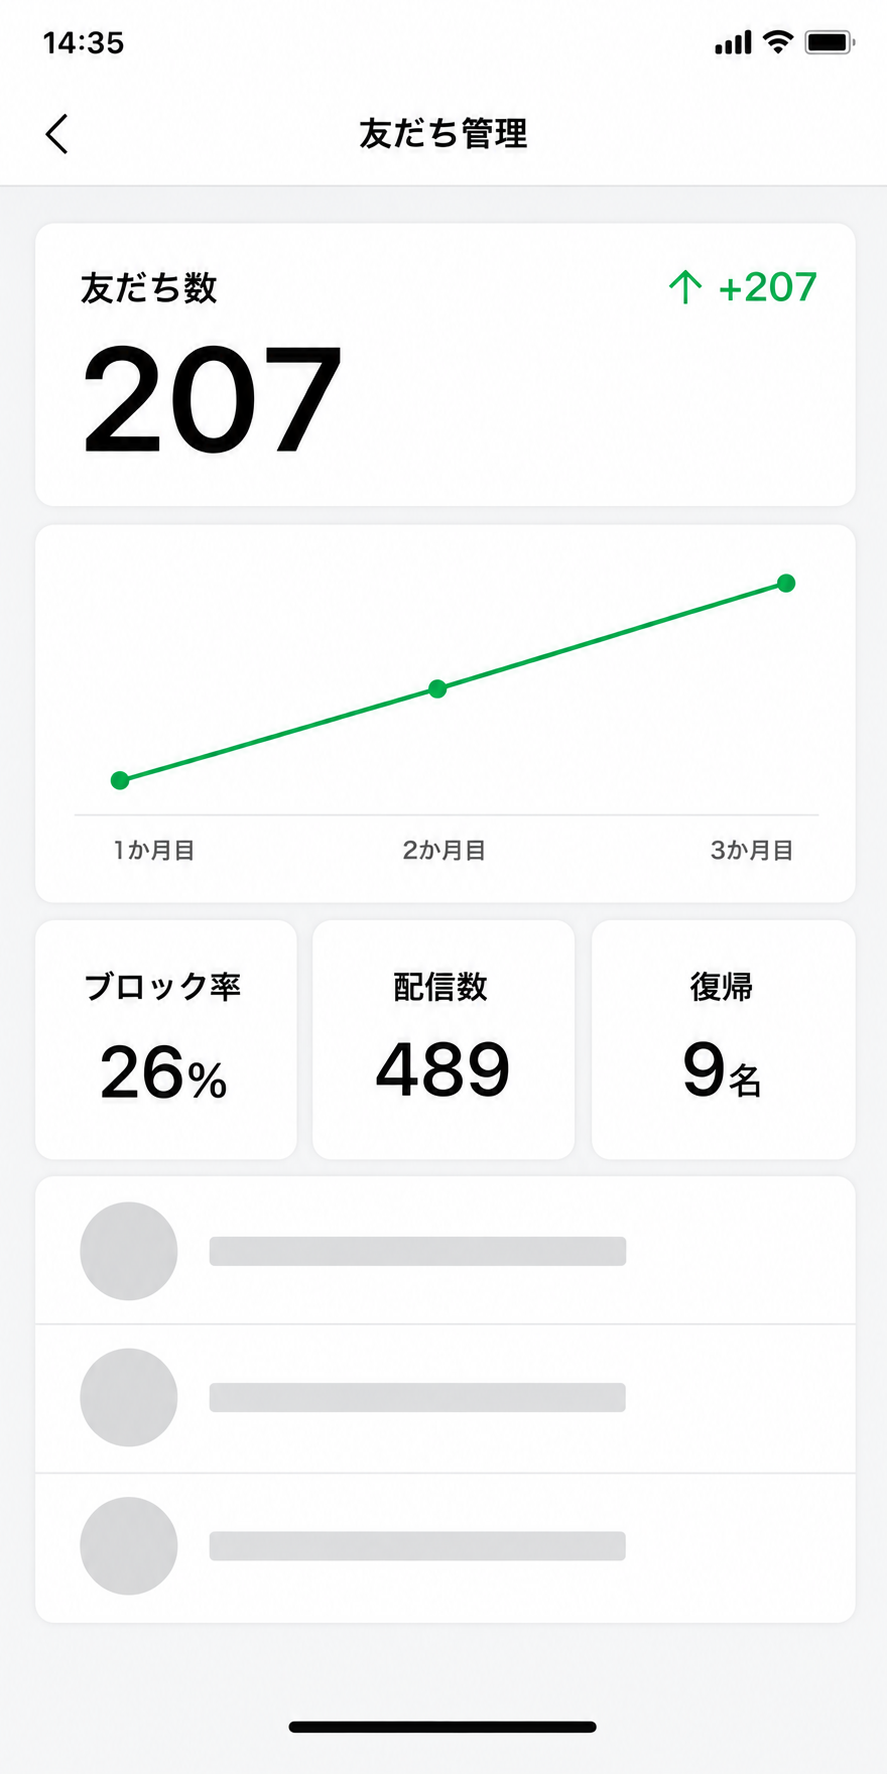 14:35
友だち管理
友だち数
↑ +207
207
1か月目 2か月目 3か月目
ブロック率 配信数 復帰
26% 489 9名